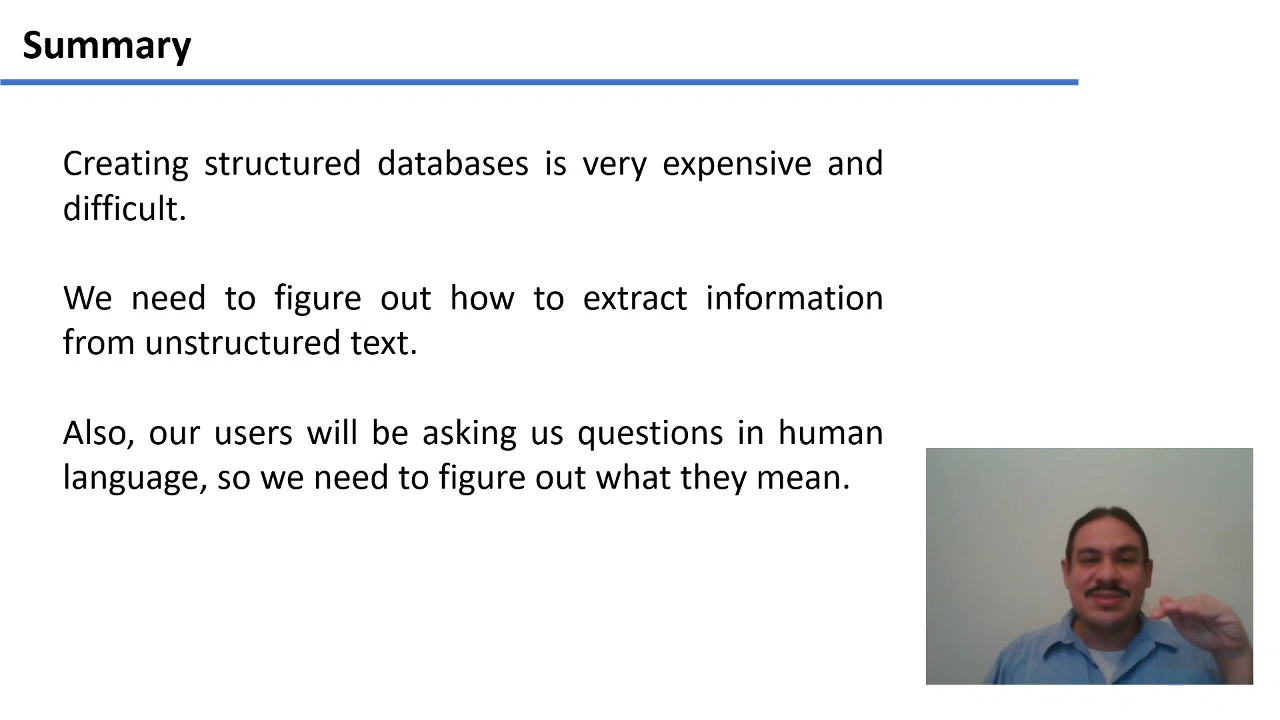 Summary
Creating structured databases is very expensive and
difficult.
We need to figure out how to extract information
from unstructured text.
Also, our users will be asking us questions in human
language, so we need to figure out what they mean.